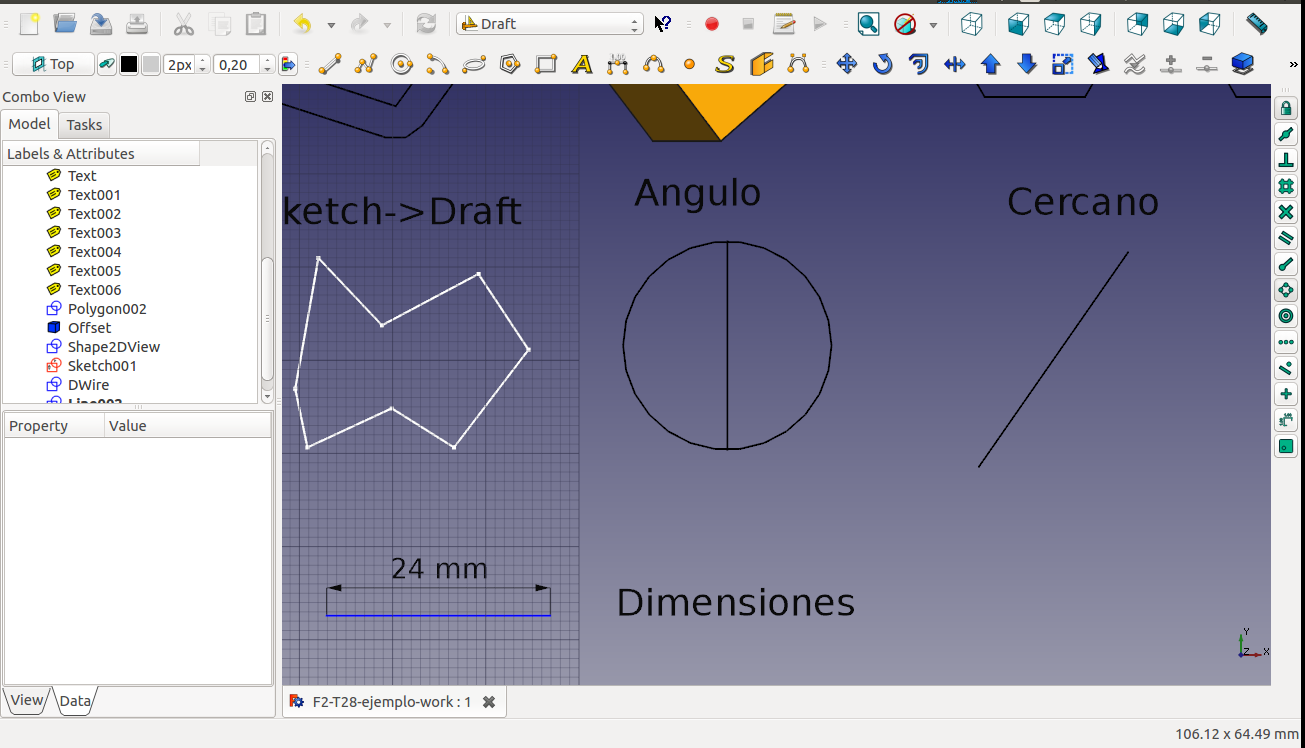 Draft
Top
2px
0,20
»
Combo View
Model
Tasks
Labels & Attributes
Text
Text001
Text002
Text003
Text004
Text005
Text006
Polygon002
Offset
Shape2DView
Sketch001
DWire
Property
Value
View
Data
ketch->Draft
Angulo
Cercano
24 mm
Dimensiones
Y
Z
X
F2-T28-ejemplo-work : 1
106.12 x 64.49 mm